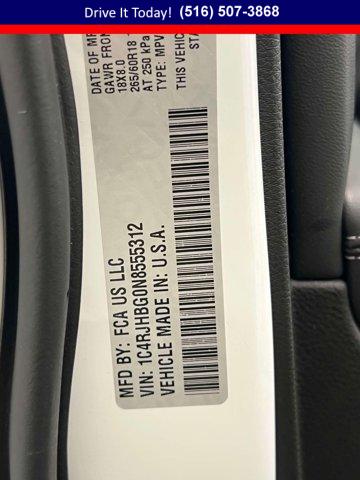 Drive It Today! (516) 507-3868
MFD BY: FCA US LLC
VIN: 1C4RJHBG0N8555312
VEHICLE MADE IN: U.S.A.
DATE OF MF
GAWR FRON
18X8.0
265/60R18
AT 250 kPa
TYPE: MPV
THIS VEHIC
STA